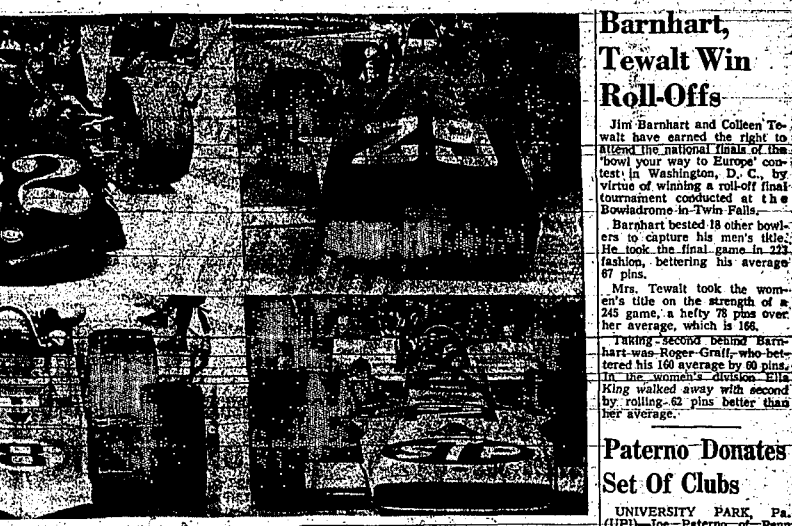 Barnhart,
Tewalt Win
Roll-Offs
Jim Barnhart and Colleen Te-
walt have earned the right to
attend the national finals of the
'bowl your way to Europe' con-
test in Washington, D. C., by
virtue of winning a roll-off final
tournament conducted at the
Bowladrome in Twin Falls.
Barnhart bested 18 other bowl-
ers to capture his men's title.
He took the final game in 223
fashion, bettering his average
67 pins.
Mrs. Tewalt took the wom-
en's title on the strength of a
245 game, a hefty 78 pins over
her average, which is 166.
Taking second behind Barn-
hart was Roger Graff, who bet-
tered his 160 average by 60 pins.
In the women's division Ella
King walked away with second
by rolling 62 pins better than
her average.
Paterno Donates
Set Of Clubs
UNIVERSITY PARK, Pa.
(UPI)—Joe Paterno of Penn